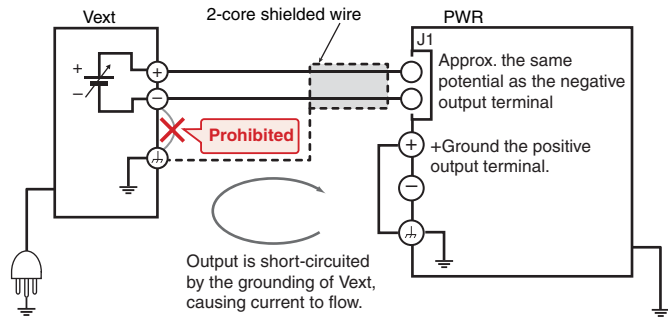 Vext
2-core shielded wire
PWR
J1
Approx. the same
potential as the negative
output terminal
+
−
+
−
Prohibited
+
+Ground the positive
output terminal.
−
Output is short-circuited
by the grounding of Vext,
causing current to flow.